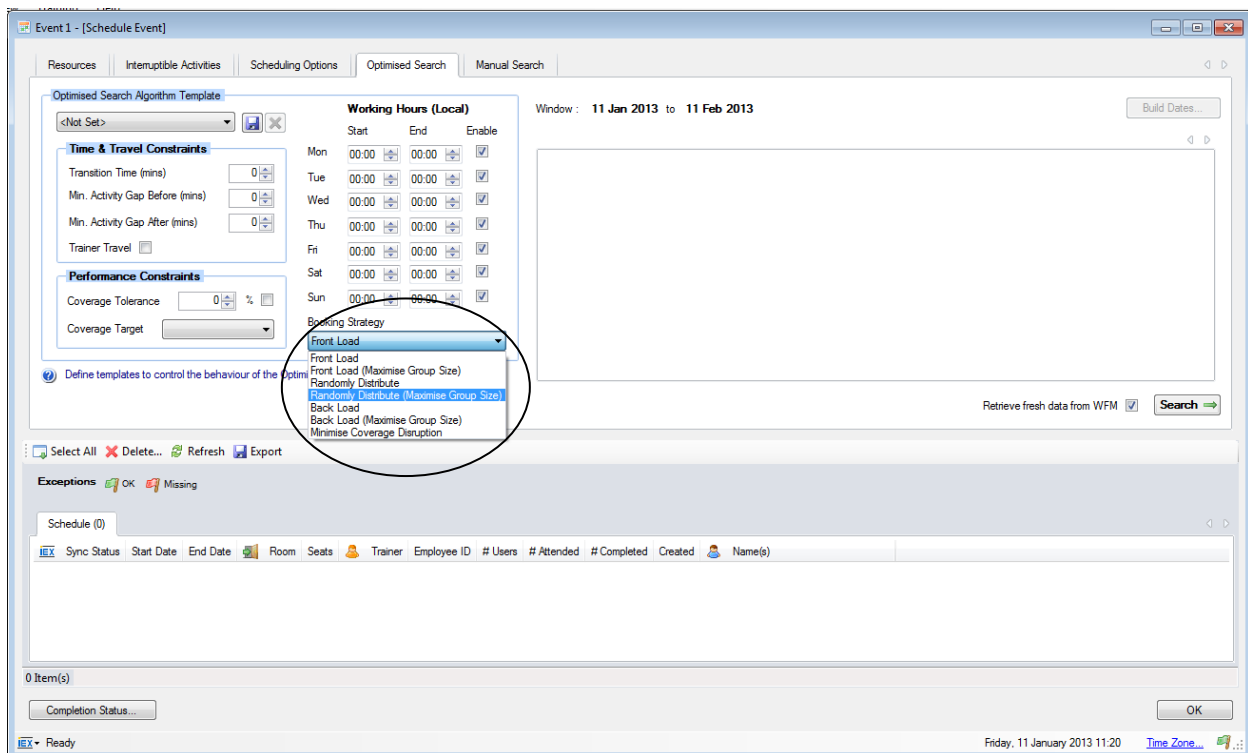 Event 1 - [Schedule Event]
Resources Interruptible Activities Scheduling Options Optimised Search Manual Search
Optimised Search Algorithm Template
<Not Set>
Time & Travel Constraints
Transition Time (mins) 0
Min. Activity Gap Before (mins) 0
Min. Activity Gap After (mins) 0
Trainer Travel
Performance Constraints
Coverage Tolerance 0 %
Coverage Target
Working Hours (Local)
Start End Enable
Mon 00:00 00:00
Tue 00:00 00:00
Wed 00:00 00:00
Thu 00:00 00:00
Fri 00:00 00:00
Sat 00:00 00:00
Sun 00:00 00:00
Booking Strategy
Front Load
Front Load
Front Load (Maximise Group Size)
Randomly Distribute
Randomly Distribute (Maximise Group Size)
Back Load
Back Load (Maximise Group Size)
Minimise Coverage Disruption
Define templates to control the behaviour of the Optimi
Window : 11 Jan 2013 to 11 Feb 2013
Build Dates...
Retrieve fresh data from WFM Search
Select All Delete... Refresh Export
Exceptions OK Missing
Schedule (0)
IEX Sync Status Start Date End Date Room Seats Trainer Employee ID # Users # Attended # Completed Created Name(s)
0 Item(s)
Completion Status... OK
IEX Ready Friday, 11 January 2013 11:20 Time Zone...